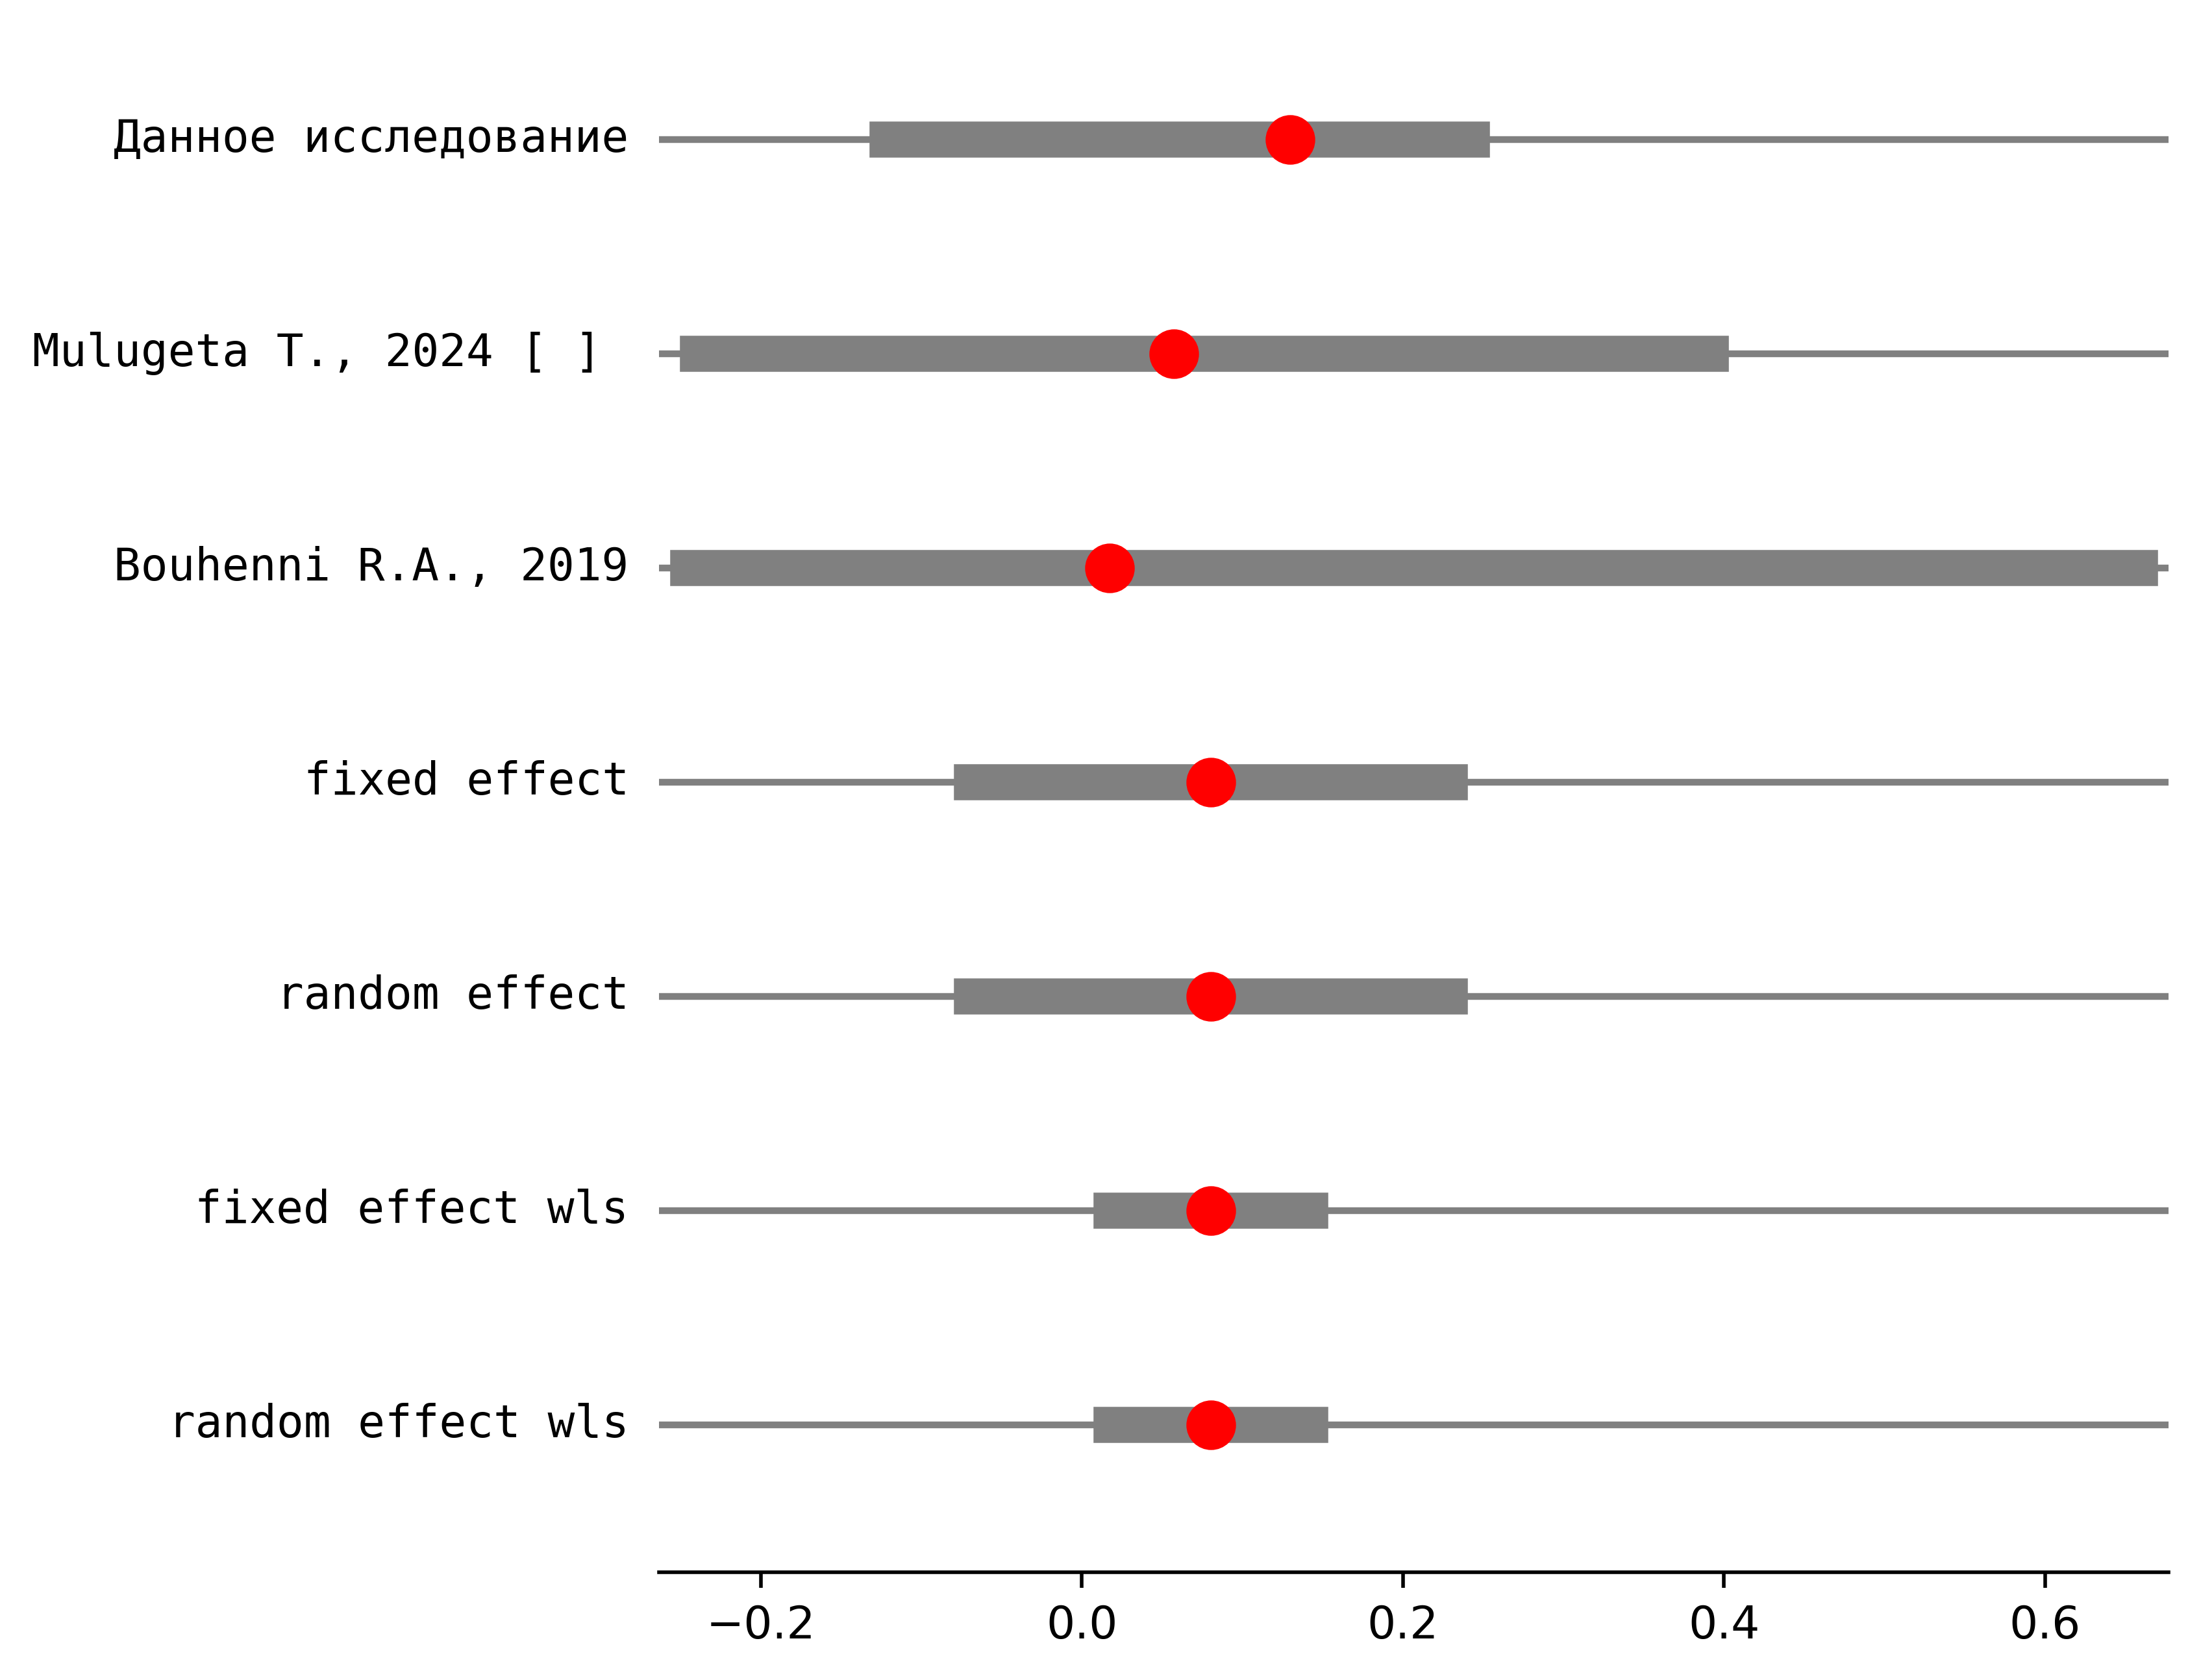 Данное исследование
Mulugeta T., 2024 [ ]
Bouhenni R.A., 2019
fixed effect
random effect
fixed effect wls
random effect wls
−0.2 0.0 0.2 0.4 0.6